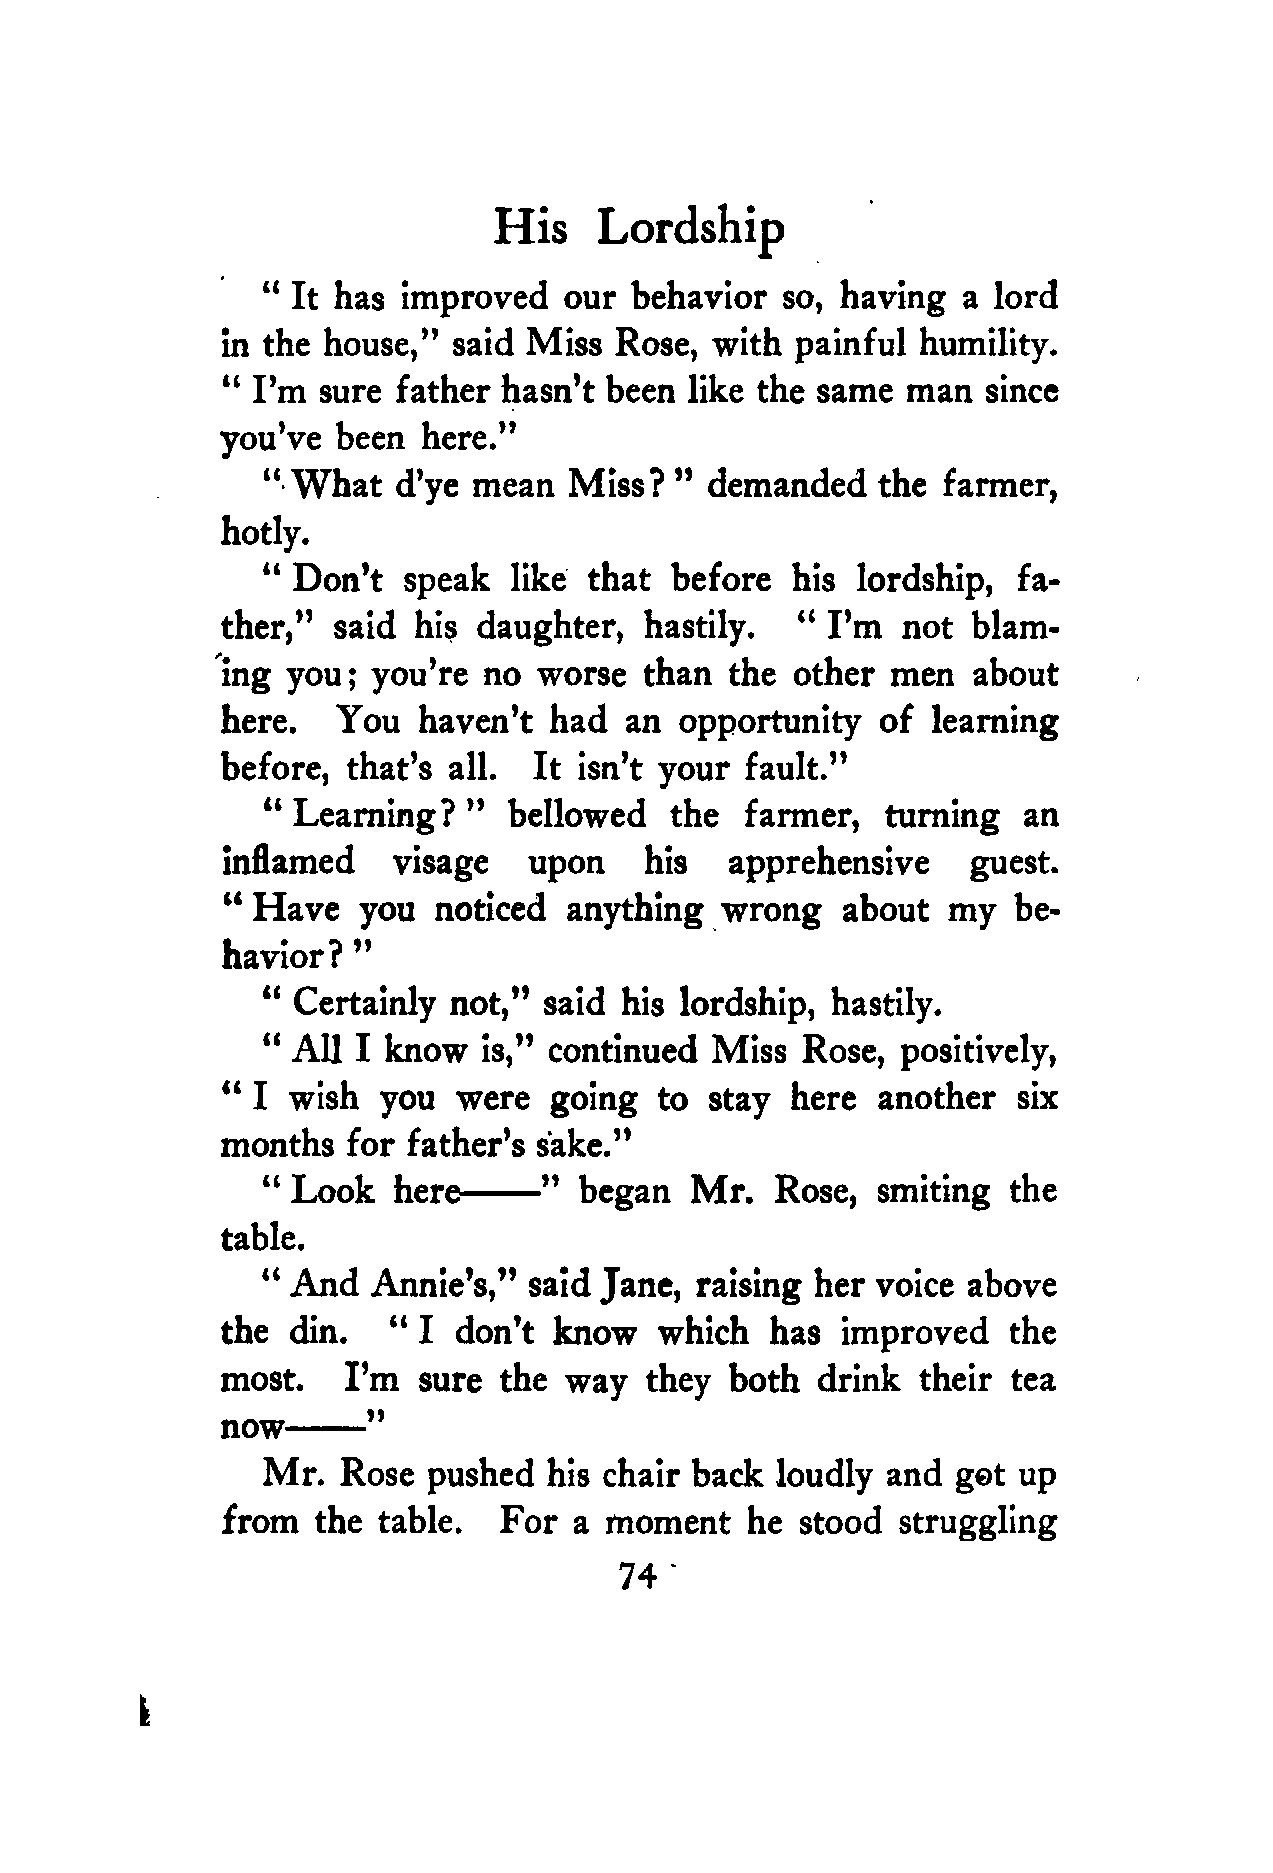 His Lordship
“ It has improved our behavior so, having a lord
in the house,” said Miss Rose, with painful humility.
“ I’m sure father hasn’t been like the same man since
you’ve been here.”
“ What d’ye mean Miss? ” demanded the farmer,
hotly.
“ Don’t speak like that before his lordship, fa-
ther,” said his daughter, hastily. “ I’m not blam-
ing you; you’re no worse than the other men about
here. You haven’t had an opportunity of learning
before, that’s all. It isn’t your fault.”
“ Learning? ” bellowed the farmer, turning an
inflamed visage upon his apprehensive guest.
“ Have you noticed anything wrong about my be-
havior? ”
“ Certainly not,” said his lordship, hastily.
“ All I know is,” continued Miss Rose, positively,
“ I wish you were going to stay here another six
months for father’s sake.”
“ Look here——” began Mr. Rose, smiting the
table.
“ And Annie’s,” said Jane, raising her voice above
the din. “ I don’t know which has improved the
most. I’m sure the way they both drink their tea
now——”
Mr. Rose pushed his chair back loudly and got up
from the table. For a moment he stood struggling
74